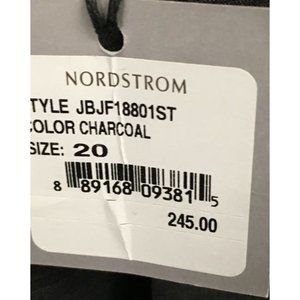 NORDSTROM
TYLE JBJF18801ST
COLOR CHARCOAL
SIZE: 20
8 89168 09381 5
245.00